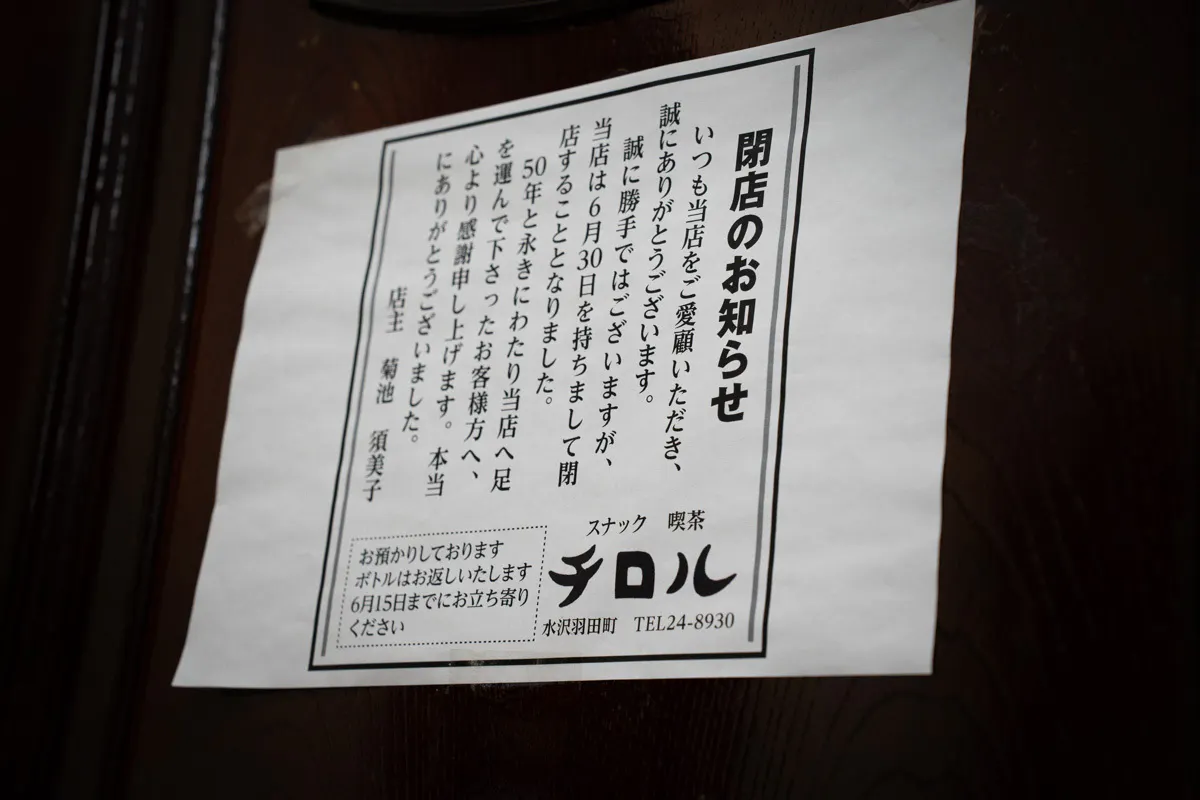 閉店のお知らせ
いつも当店をご愛顧いただき、
誠にありがとうございます。
誠に勝手ではございますが、
当店は6月30日を持ちまして閉
店することとなりました。
50年と永きにわたり当店へ足
を運んで下さったお客様方へ、
心より感謝申し上げます。本当
にありがとうございました。
店主 菊池 須美子
スナック 喫茶
チロル
水沢羽田町 TEL24-8930
お預かりしております
ボトルはお返しいたします
6月15日までにお立ち寄り
ください